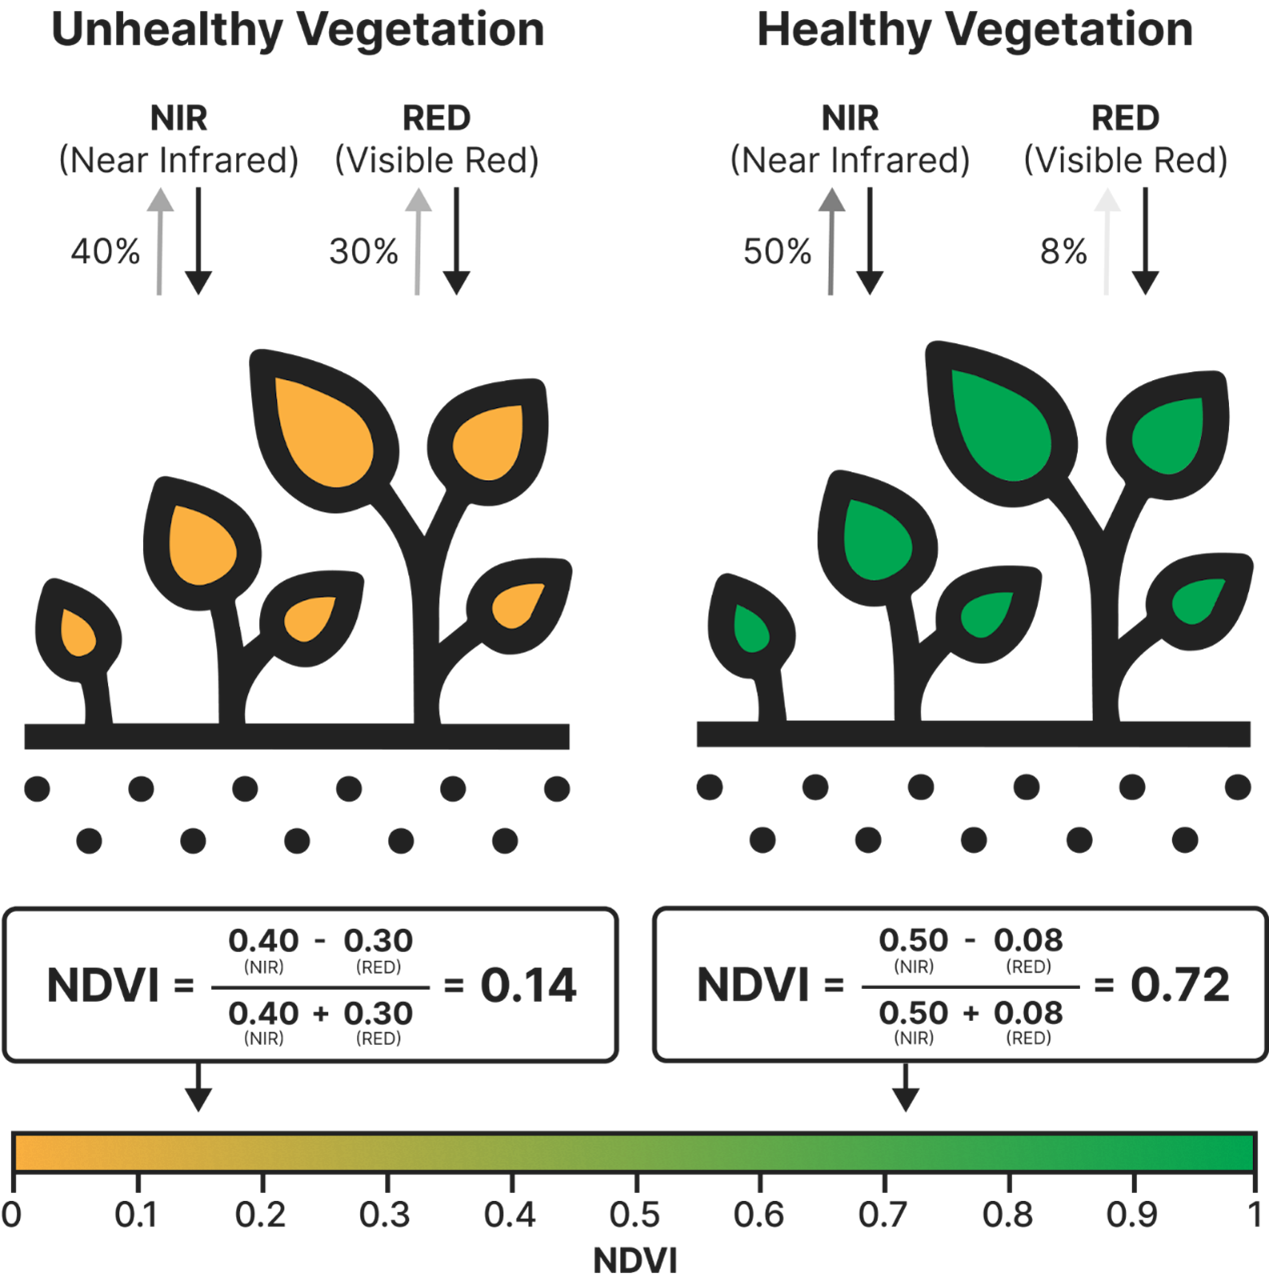 Unhealthy Vegetation
NIR
(Near Infrared)
RED
(Visible Red)
40%
30%
Healthy Vegetation
NIR
(Near Infrared)
RED
(Visible Red)
50%
8%
NDVI = 0.40 - 0.30 = 0.14
(NIR) (RED)
0.40 + 0.30
(NIR) (RED)
NDVI = 0.50 - 0.08 = 0.72
(NIR) (RED)
0.50 + 0.08
(NIR) (RED)
0 0.1 0.2 0.3 0.4 0.5 0.6 0.7 0.8 0.9 1
NDVI